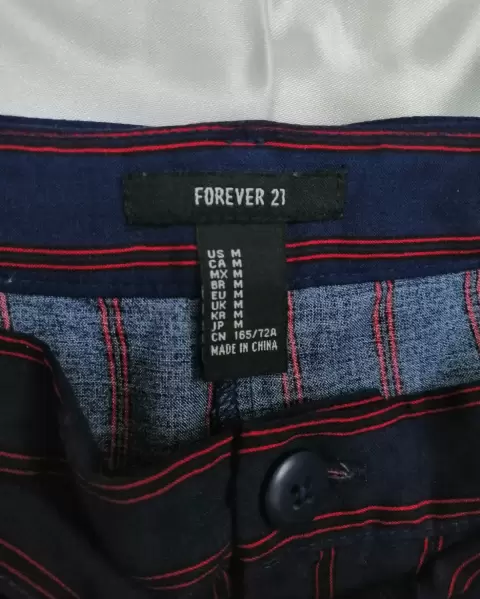 FOREVER 21
US M
CA M
MX M
BR M
EU M
UK M
KR M
JP M
CN 165/72A
MADE IN CHINA